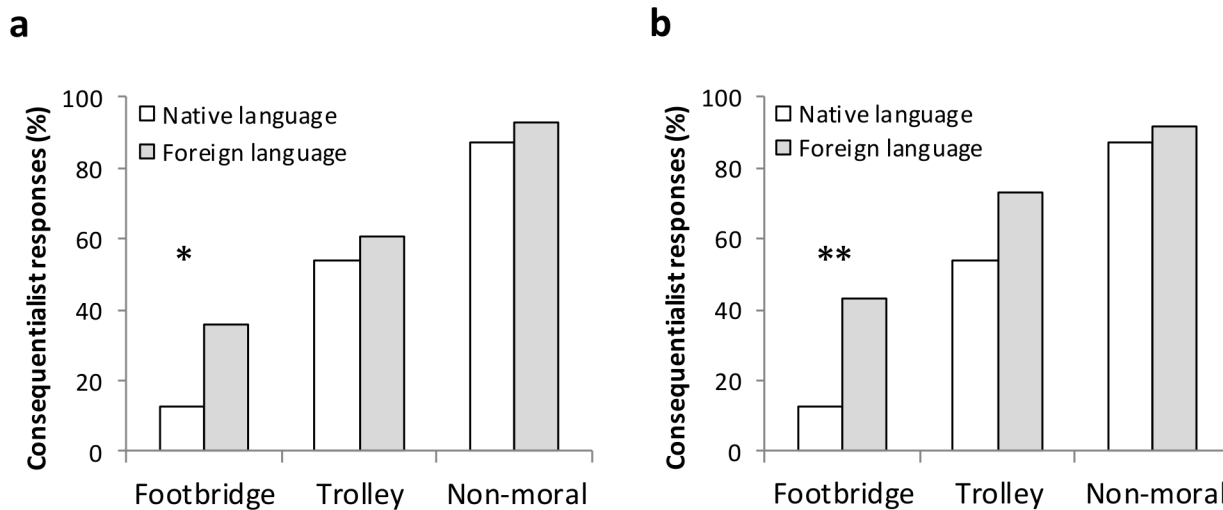 a
Consequentialist responses (%)
100
80
60
40
20
0
Native language
Foreign language
*
Footbridge Trolley Non-moral
b
Consequentialist responses (%)
100
80
60
40
20
0
Native language
Foreign language
**
Footbridge Trolley Non-moral